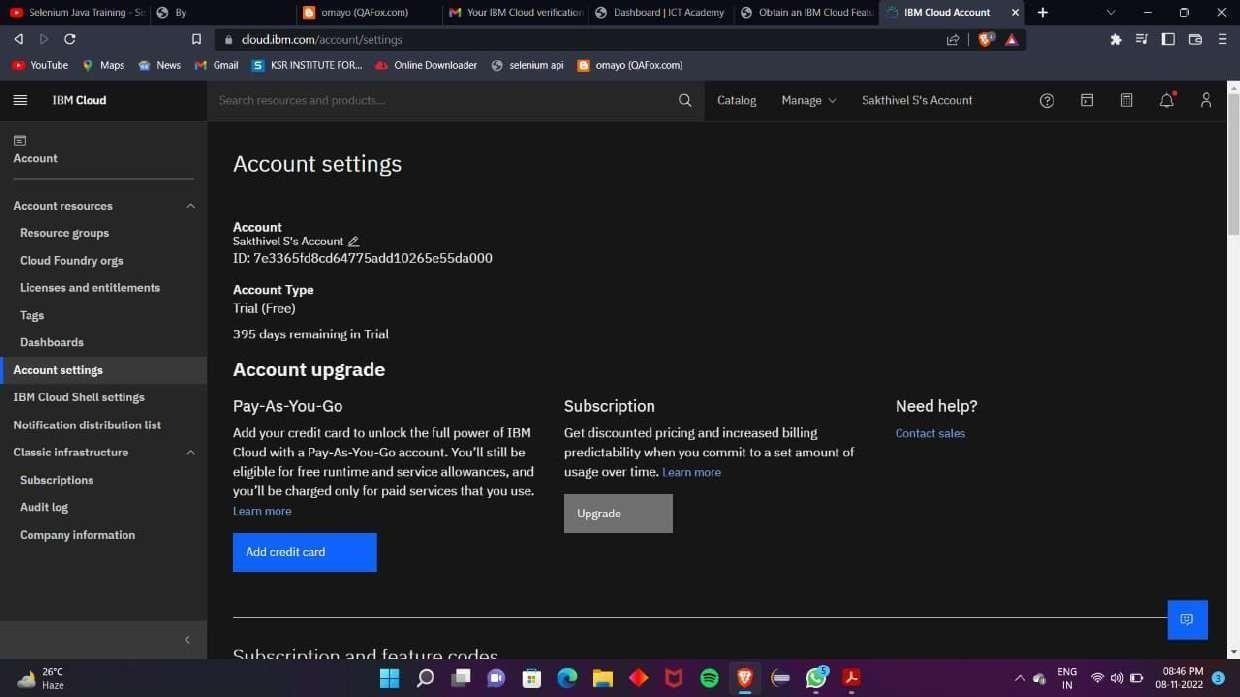 Selenium Java Training - Se
By
omayo (QAFox.com)
Your IBM Cloud verification
Dashboard | ICT Academy
Obtain an IBM Cloud Featu
IBM Cloud Account
cloud.ibm.com/account/settings
YouTube
Maps
News
Gmail
KSR INSTITUTE FOR...
Online Downloader
selenium api
omayo (QAFox.com)
IBM Cloud
Search resources and products...
Catalog
Manage
Sakthivel S's Account
Account
Account resources
Resource groups
Cloud Foundry orgs
Licenses and entitlements
Tags
Dashboards
Account settings
IBM Cloud Shell settings
Notification distribution list
Classic infrastructure
Subscriptions
Audit log
Company information
Account settings
Account
Sakthivel S's Account
ID: 7e3365fd8cd64775add10265e55da000
Account Type
Trial (Free)
395 days remaining in Trial
Account upgrade
Pay-As-You-Go
Add your credit card to unlock the full power of IBM
Cloud with a Pay-As-You-Go account. You'll still be
eligible for free runtime and service allowances, and
you'll be charged only for paid services that you use.
Learn more
Add credit card
Subscription
Get discounted pricing and increased billing
predictability when you commit to a set amount of
usage over time. Learn more
Upgrade
Need help?
Contact sales
Subscription and feature codes
26°C
Haze
5
ENG
IN
08:46 PM
08-11-2022
3